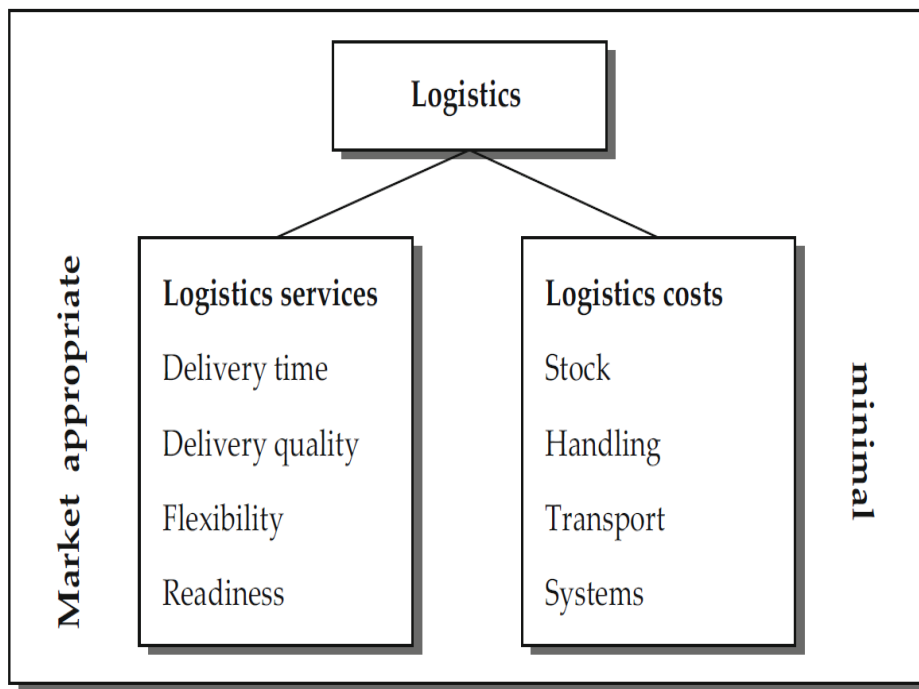 Logistics
Market appropriate
Logistics services
Delivery time
Delivery quality
Flexibility
Readiness
Logistics costs
Stock
Handling
Transport
Systems
minimal